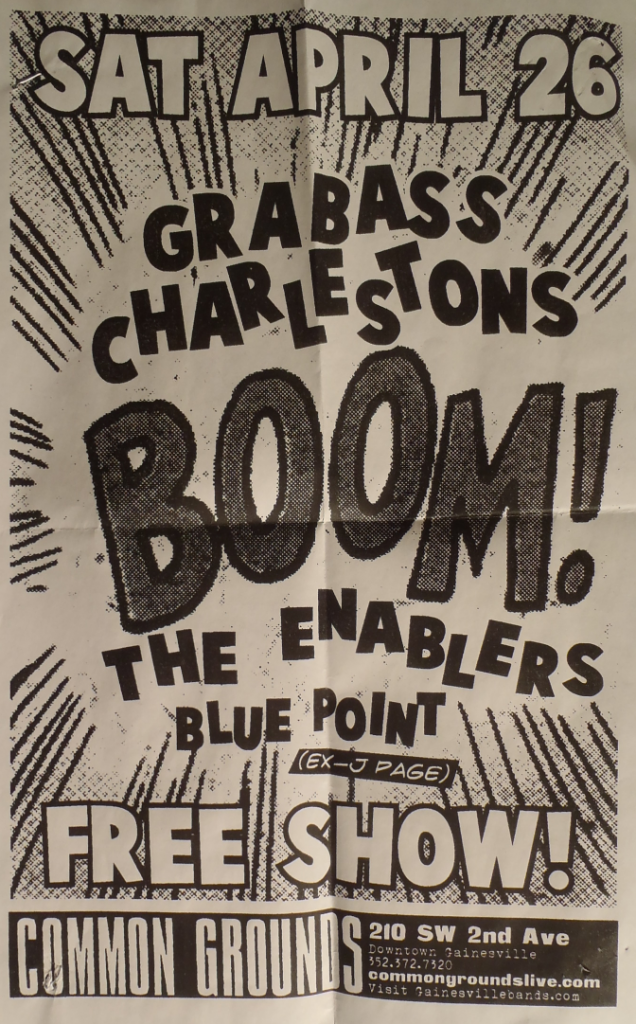 SAT APRIL 26
GRABASS
CHARLESTONS
BOOM!
THE ENABLERS
BLUE POINT
(EX-J PAGE)
FREE SHOW!
COMMON GROUNDS
210 SW 2nd Ave
Downtown Gainesville
352.372.7320
commongroundslive.com
Visit Gainesvillebands.com